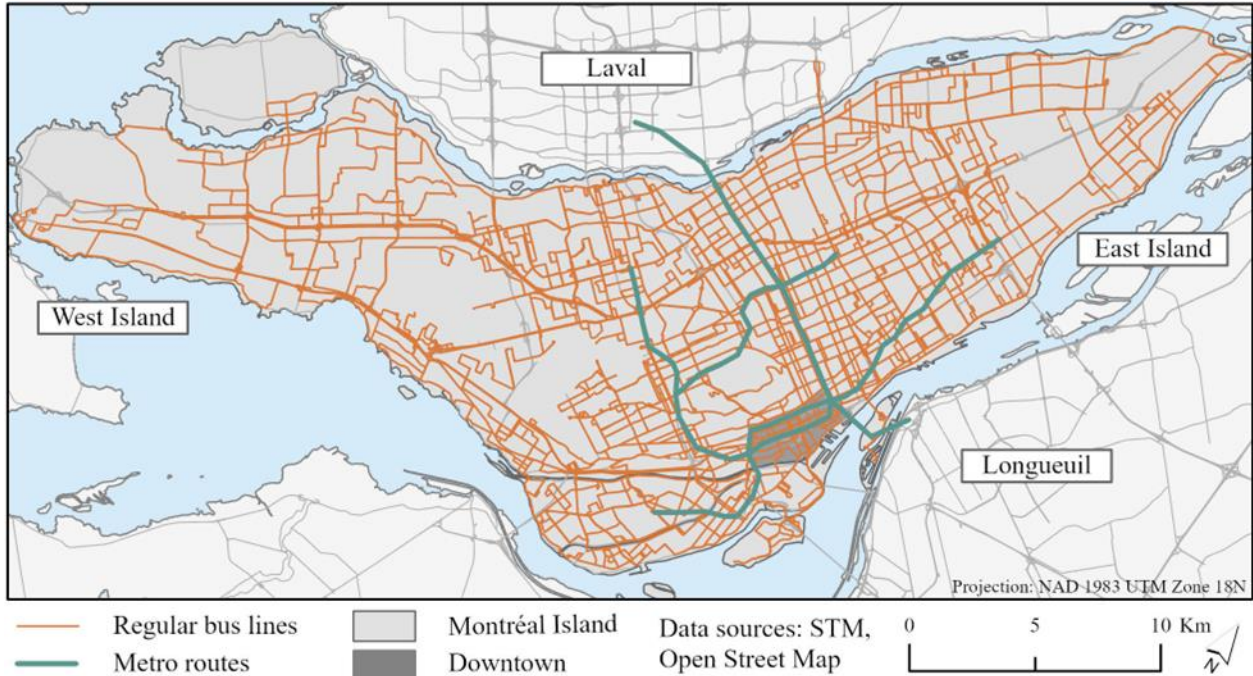 Laval
East Island
West Island
Longueuil
Projection: NAD 1983 UTM Zone 18N
Regular bus lines
Metro routes
Montréal Island
Downtown
Data sources: STM,
Open Street Map
0 5 10 Km
N